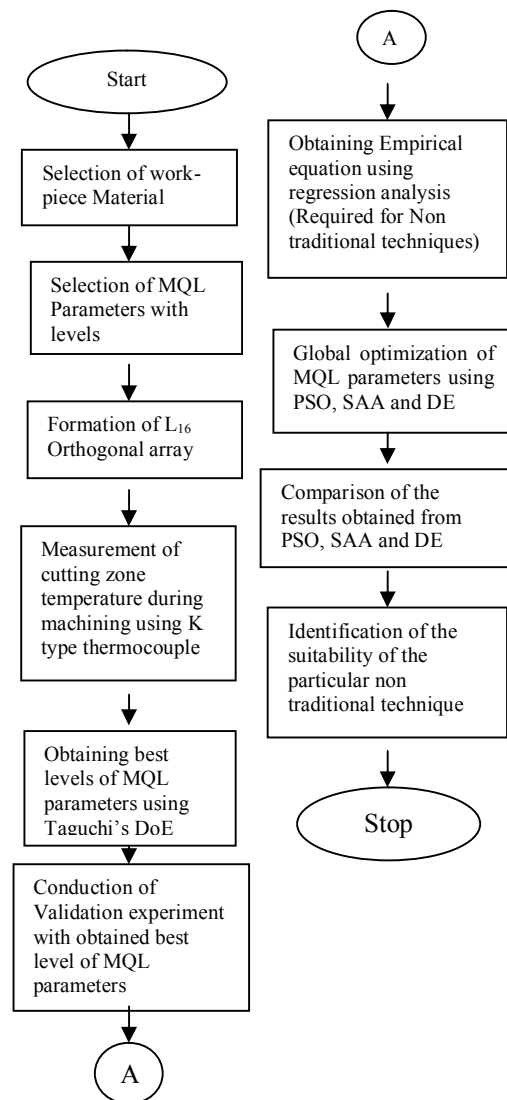 Start
Selection of work-
piece Material
Selection of MQL
Parameters with
levels
Formation of L₁₆
Orthogonal array
Measurement of
cutting zone
temperature during
machining using K
type thermocouple
Obtaining best
levels of MQL
parameters using
Taguchi's DoE
Conduction of
Validation experiment
with obtained best
level of MQL
parameters
A
A
Obtaining Empirical
equation using
regression analysis
(Required for Non
traditional techniques)
Global optimization of
MQL parameters using
PSO, SAA and DE
Comparison of the
results obtained from
PSO, SAA and DE
Identification of the
suitability of the
particular non
traditional technique
Stop